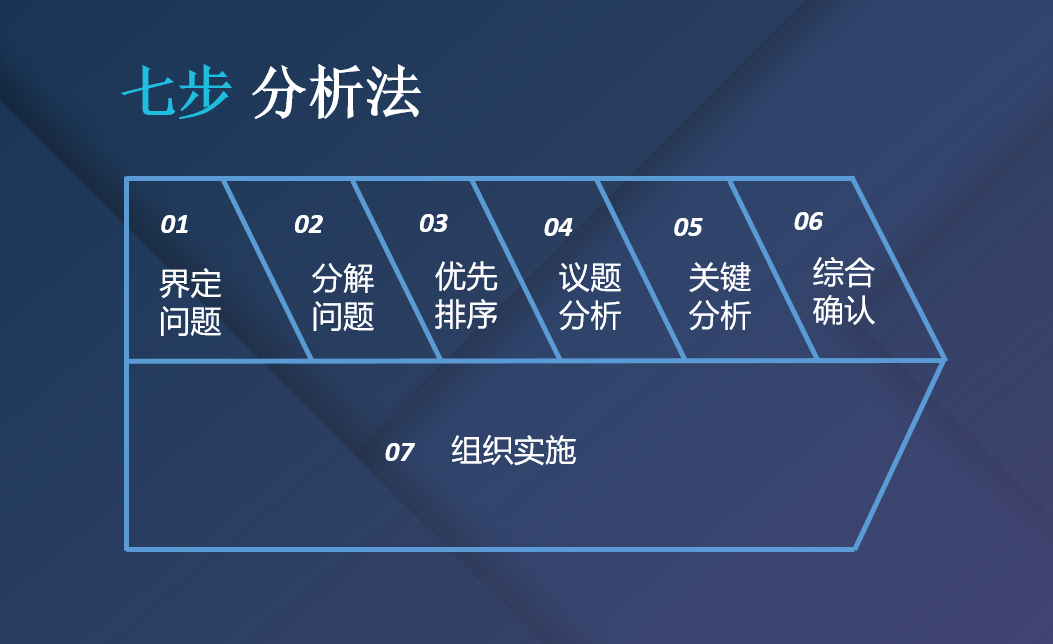 七步 分析法
01
界定
问题
02
分解
问题
03
优先
排序
04
议题
分析
05
关键
分析
06
综合
确认
07 组织实施